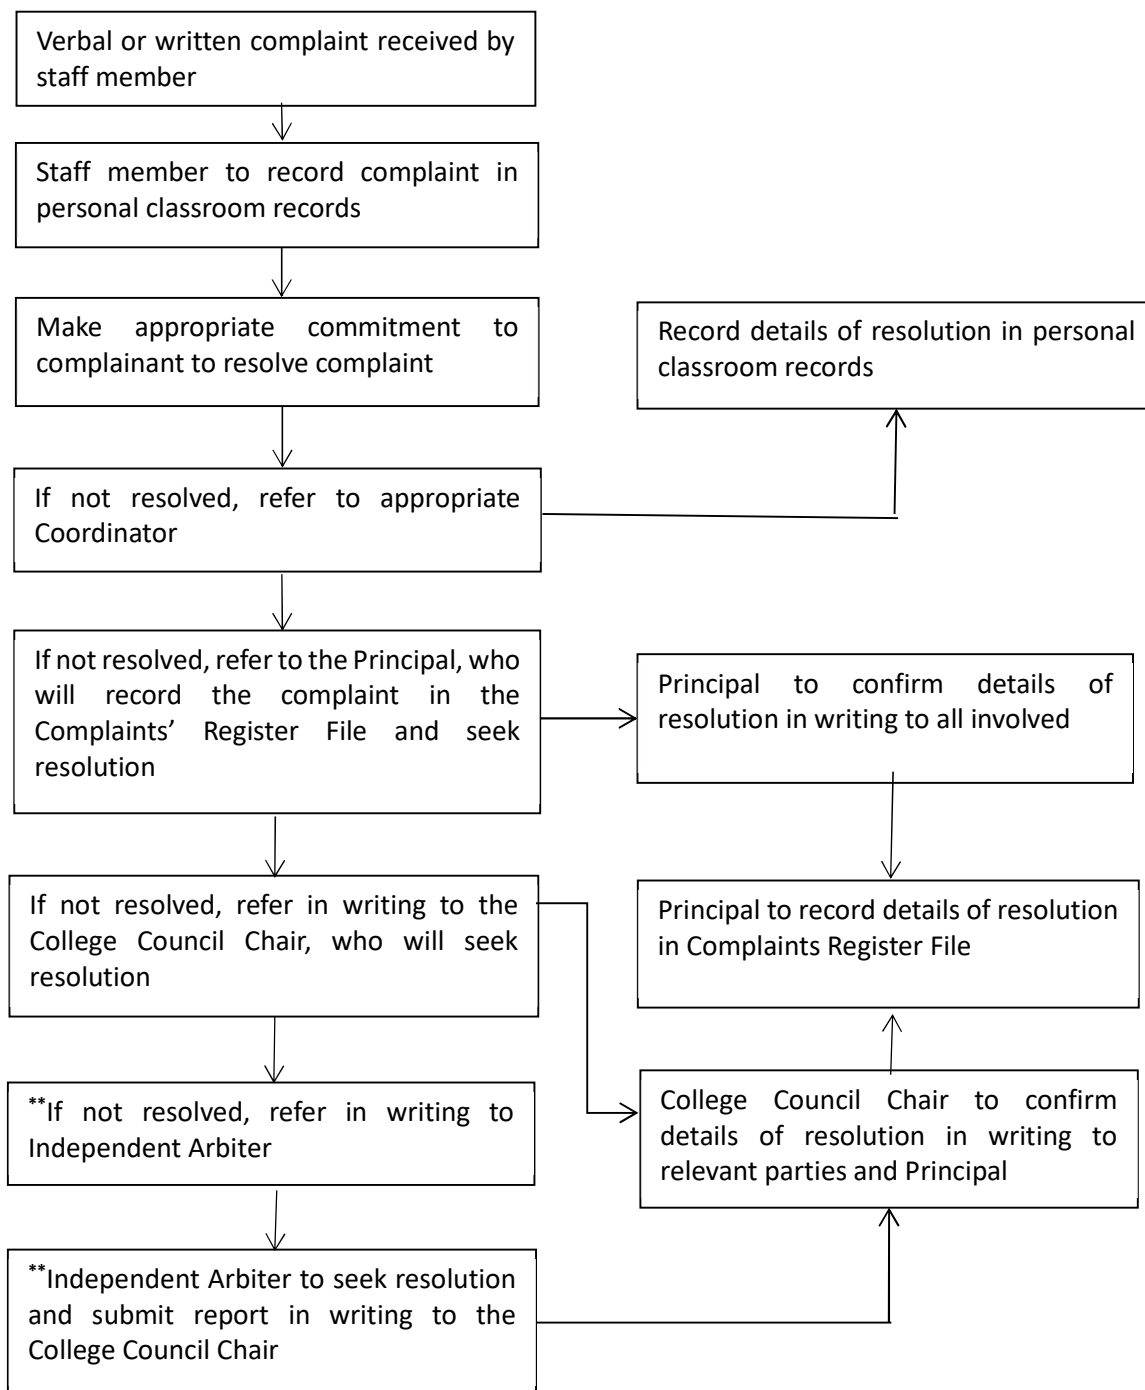 Verbal or written complaint received by
staff member
Staff member to record complaint in
personal classroom records
Make appropriate commitment to
complainant to resolve complaint
Record details of resolution in personal
classroom records
If not resolved, refer to appropriate
Coordinator
If not resolved, refer to the Principal, who
will record the complaint in the
Complaints’ Register File and seek
resolution
Principal to confirm details of
resolution in writing to all involved
If not resolved, refer in writing to the
College Council Chair, who will seek
resolution
Principal to record details of resolution
in Complaints Register File
**If not resolved, refer in writing to
Independent Arbiter
College Council Chair to confirm
details of resolution in writing to
relevant parties and Principal
**Independent Arbiter to seek resolution
and submit report in writing to the
College Council Chair